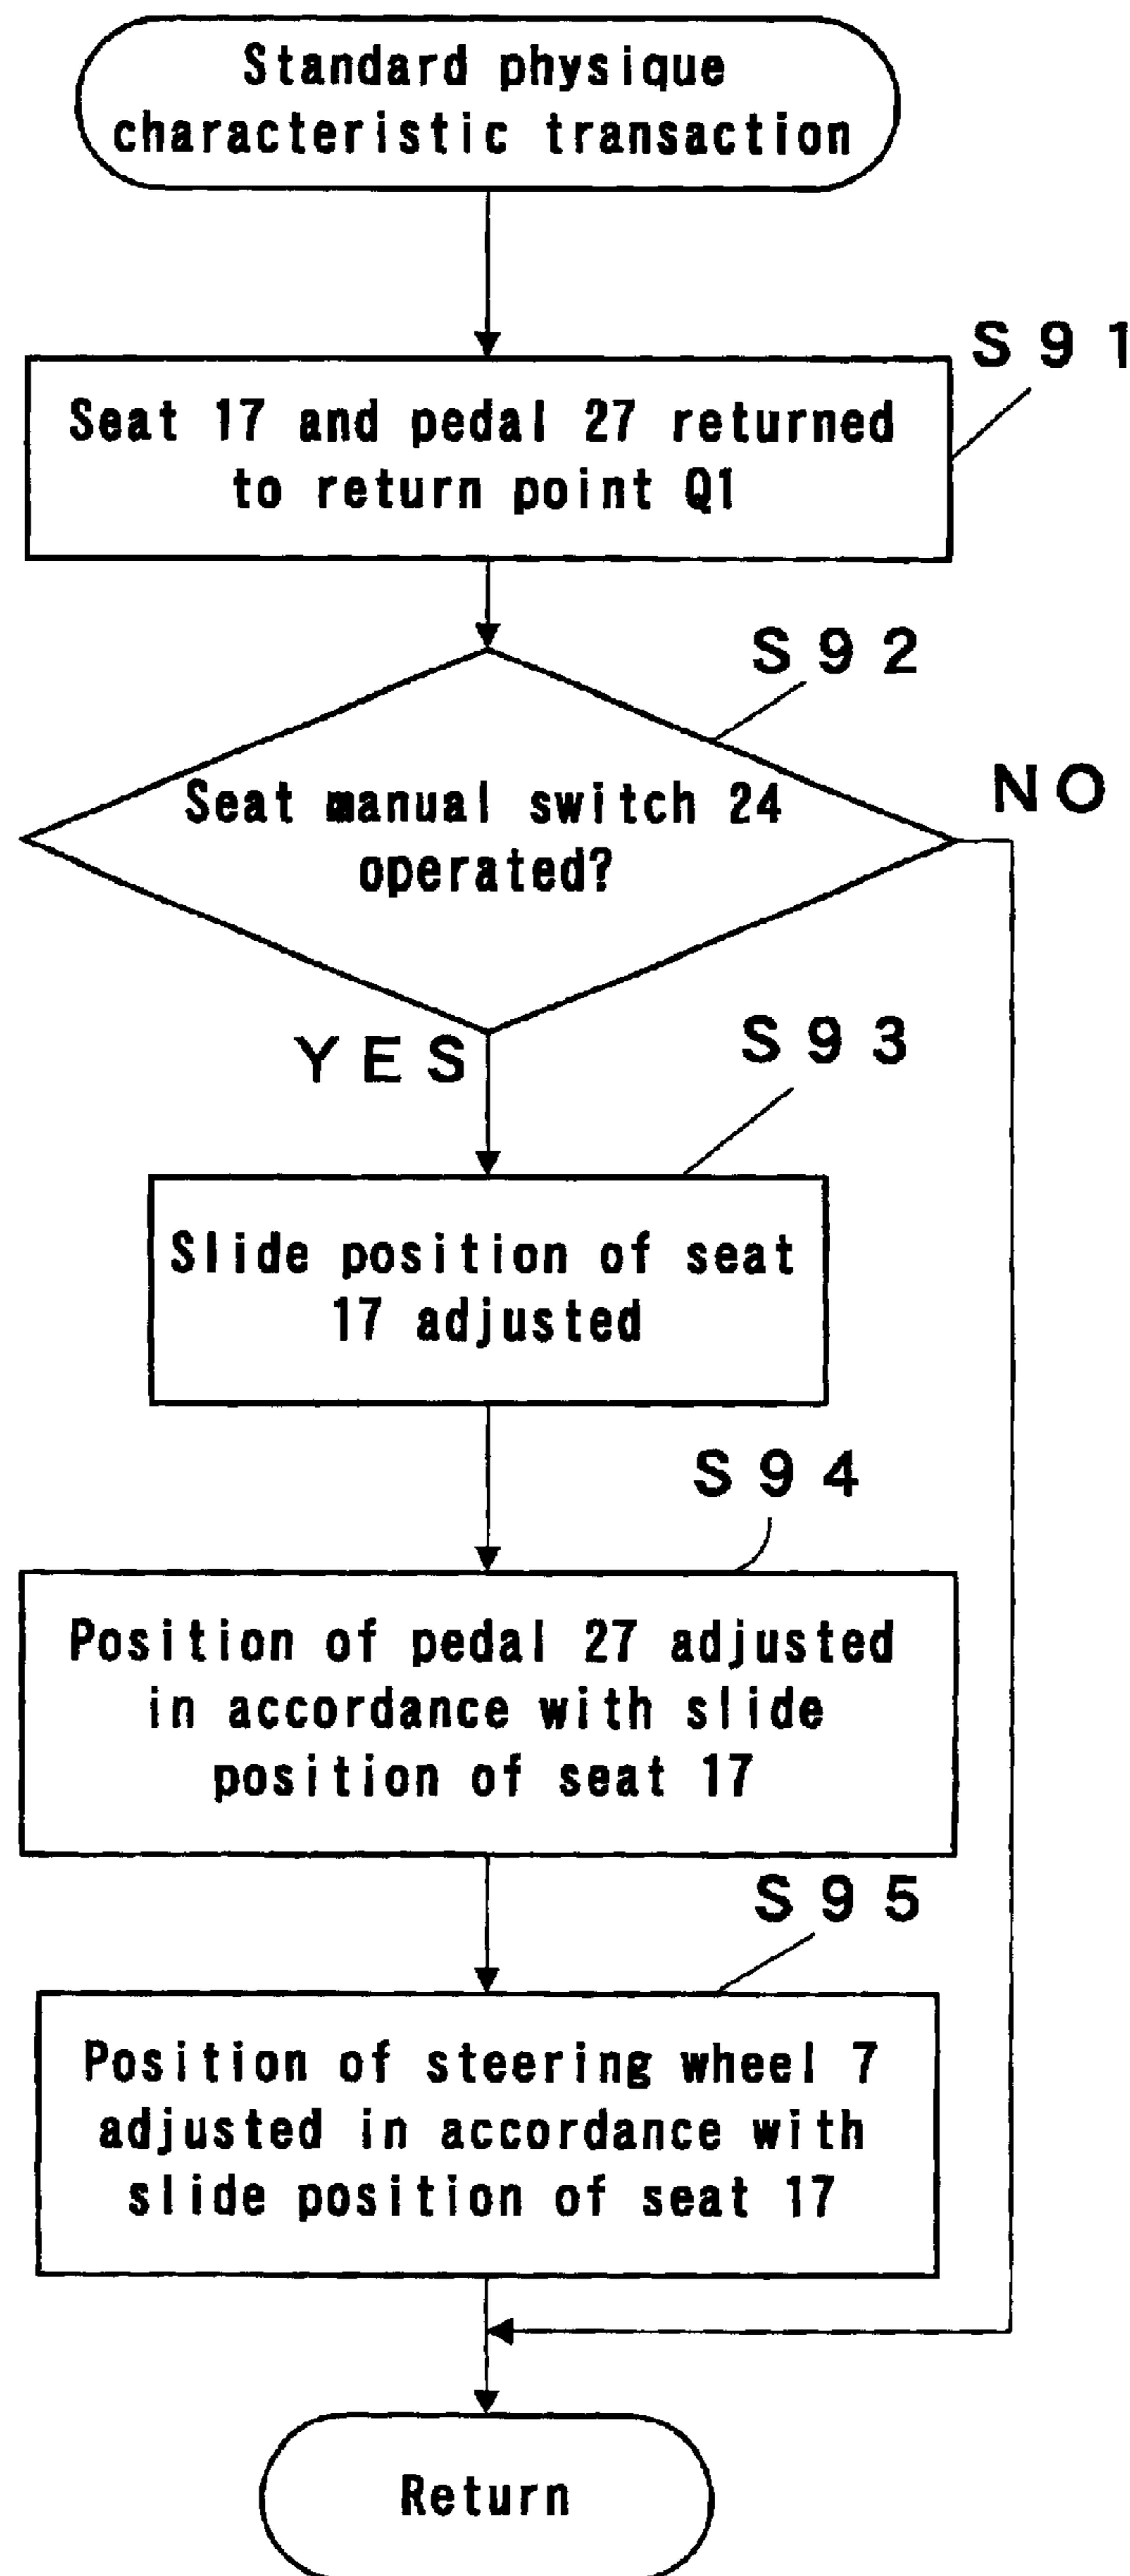 Standard physique
characteristic transaction
S91
Seat 17 and pedal 27 returned
to return point Q1
S92
Seat manual switch 24
operated?
NO
YES
S93
Slide position of seat
17 adjusted
S94
Position of pedal 27 adjusted
in accordance with slide
position of seat 17
S95
Position of steering wheel 7
adjusted in accordance with
slide position of seat 17
Return